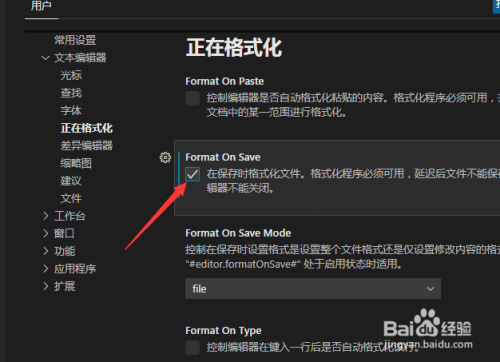 用户
常用设置
文本编辑器
光标
查找
字体
正在格式化
差异编辑器
缩略图
建议
文件
工作台
窗口
功能
应用程序
扩展
正在格式化
Format On Paste
控制编辑器是否自动格式化粘贴的内容。格式化程序必须可用，
文档中的某一范围进行格式化。
Format On Save
在保存时格式化文件。格式化程序必须可用，延迟后文件不能保
辑器不能关闭。
Format On Save Mode
控制在保存时设置格式是设置整个文件格式还是仅设置修改内容的格
"#editor.formatOnSave#" 处于启用状态时适用。
file
Format On Type
控制编辑器在键入一行后是否自动格式化该行。
Baidu经验
jingyan.baidu.com